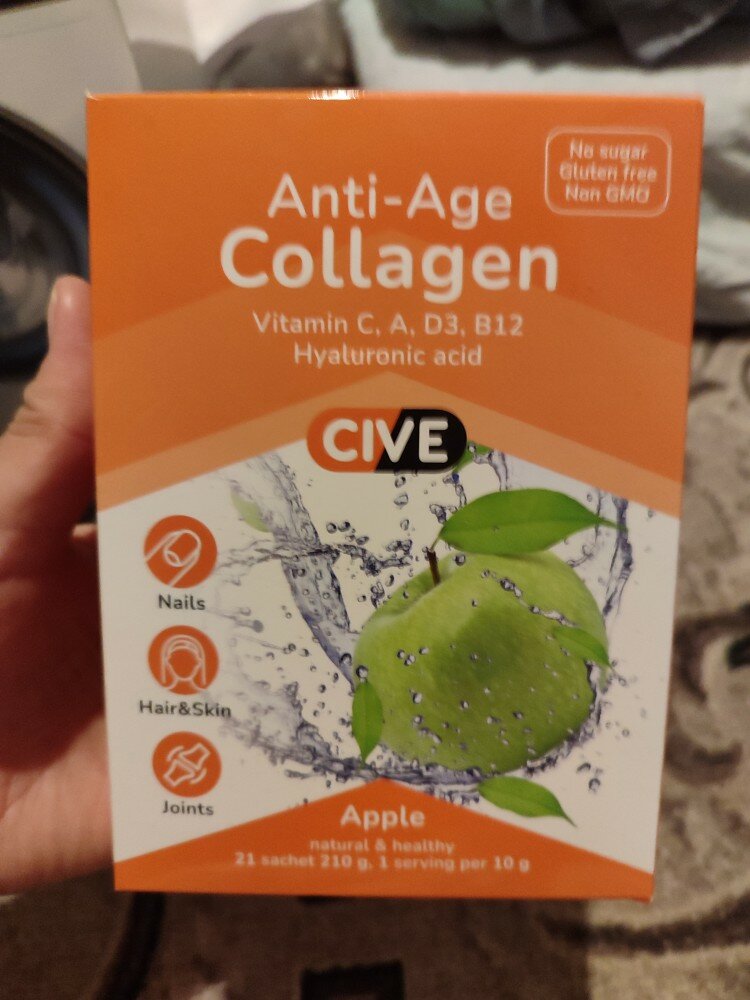 No sugar
Gluten free
Non GMO
Anti-Age
Collagen
Vitamin C, A, D3, B12
Hyaluronic acid
CIVE
Nails
Hair&Skin
Joints
Apple
natural & healthy
21 sachet 210 g, 1 serving per 10 g